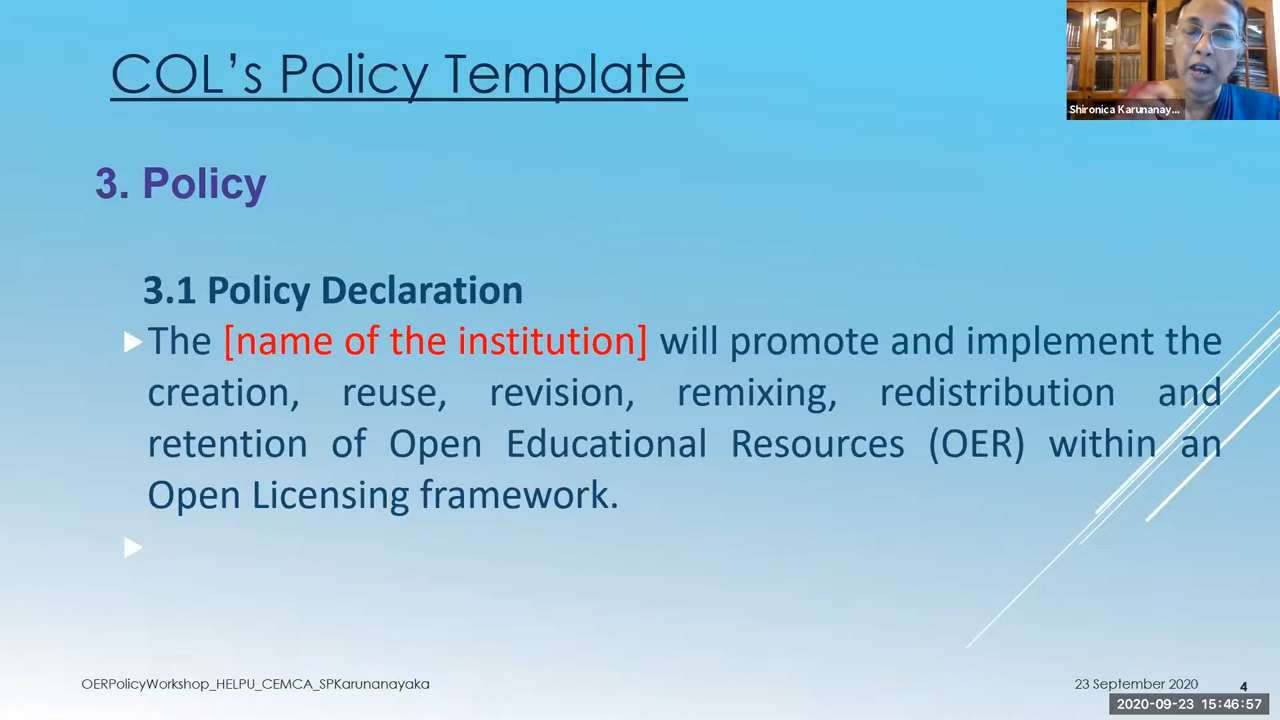 COL’s Policy Template
Shironica Karunanay...
3. Policy
3.1 Policy Declaration
The [name of the institution] will promote and implement the
creation, reuse, revision, remixing, redistribution and
retention of Open Educational Resources (OER) within an
Open Licensing framework.
OERPolicyWorkshop_HELPU_CEMCA_SPKarunanayaka
23 September 2020 4
2020-09-23 15:46:57